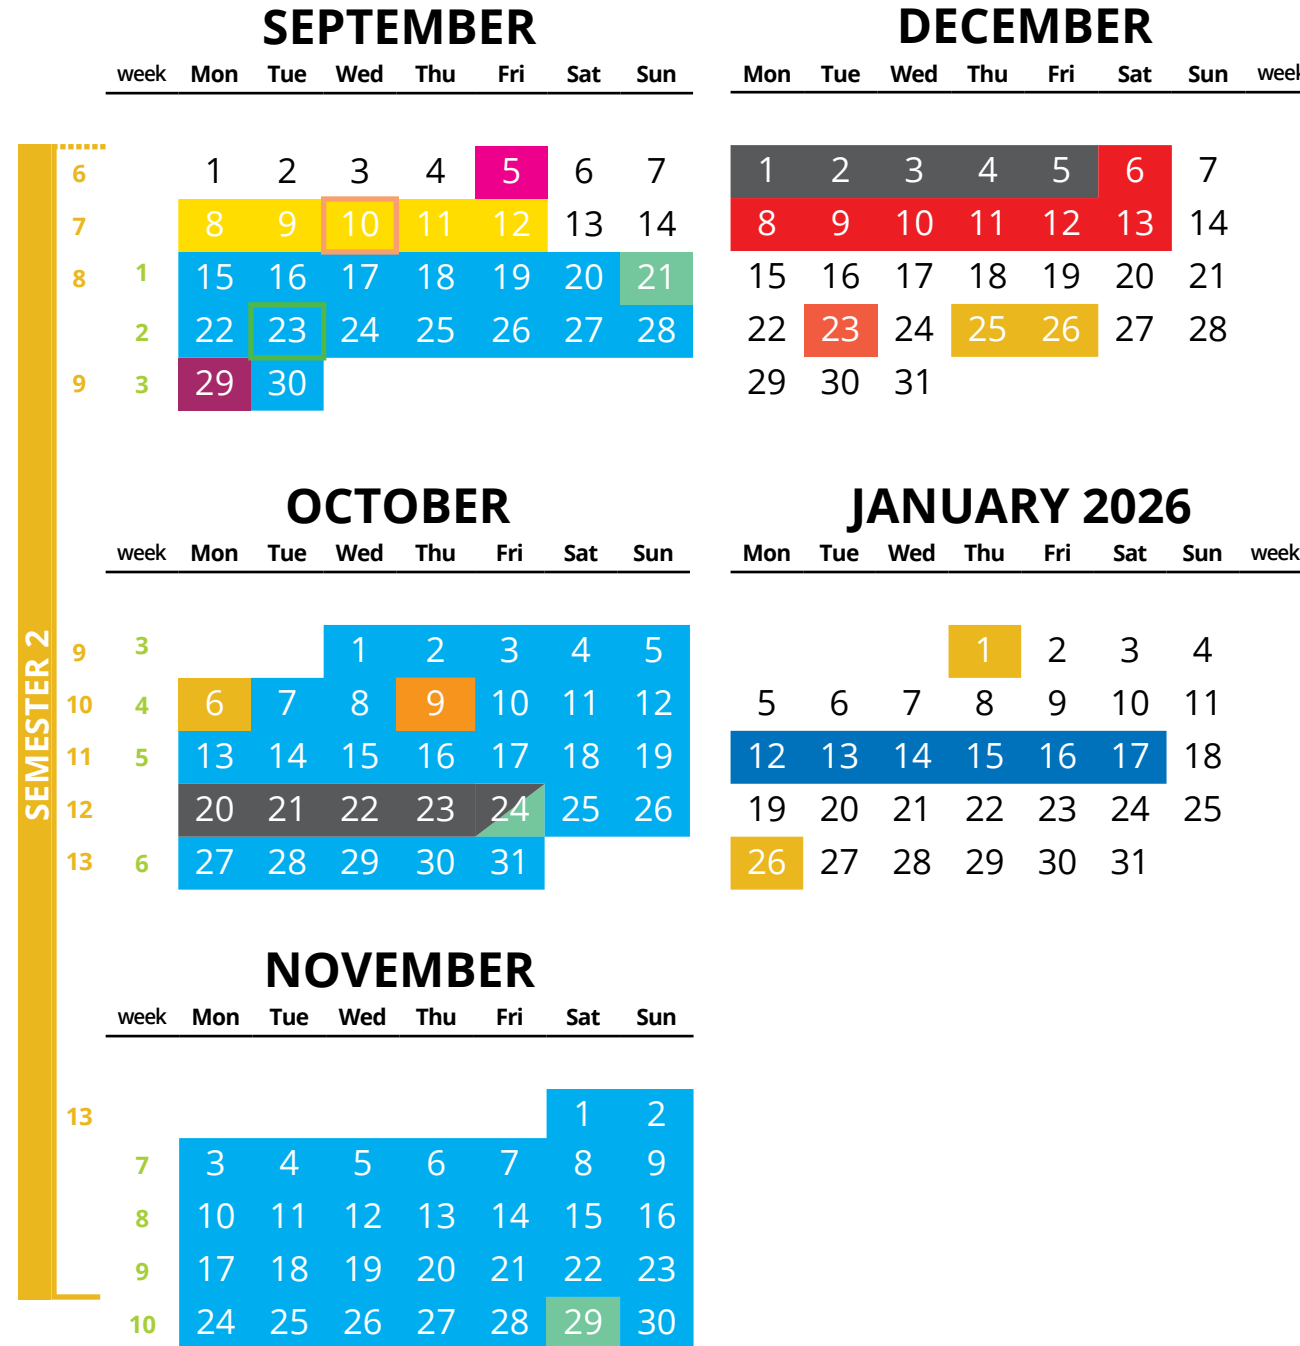 SEPTEMBER
week Mon Tue Wed Thu Fri Sat Sun
6 1 2 3 4 5 6 7
7 8 9 10 11 12 13 14
8 1 15 16 17 18 19 20 21
2 22 23 24 25 26 27 28
9 3 29 30
DECEMBER
Mon Tue Wed Thu Fri Sat Sun week
1 2 3 4 5 6 7
8 9 10 11 12 13 14
15 16 17 18 19 20 21
22 23 24 25 26 27 28
29 30 31
SEMESTER 2
OCTOBER
week Mon Tue Wed Thu Fri Sat Sun
9 3 1 2 3 4 5
10 4 6 7 8 9 10 11 12
11 5 13 14 15 16 17 18 19
12 20 21 22 23 24 25 26
13 6 27 28 29 30 31
JANUARY 2026
Mon Tue Wed Thu Fri Sat Sun week
1 2 3 4
5 6 7 8 9 10 11
12 13 14 15 16 17 18
19 20 21 22 23 24 25
26 27 28 29 30 31
NOVEMBER
week Mon Tue Wed Thu Fri Sat Sun
13 1 2
7 3 4 5 6 7 8 9
8 10 11 12 13 14 15 16
9 17 18 19 20 21 22 23
10 24 25 26 27 28 29 30